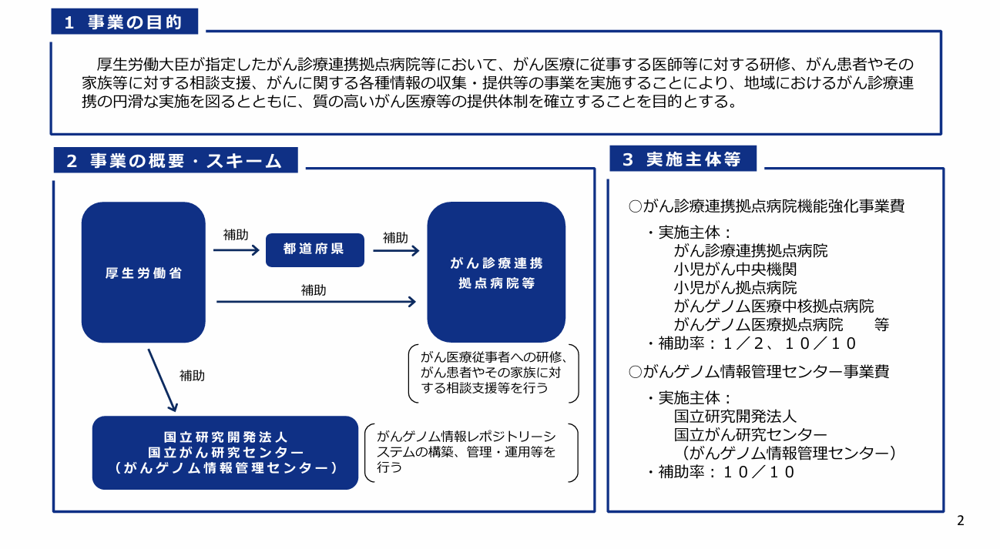 1 事業の目的
厚生労働大臣が指定したがん診療連携拠点病院等において、がん医療に従事する医師等に対する研修、がん患者やその
家族等に対する相談支援、がんに関する各種情報の収集・提供等の事業を実施することにより、地域におけるがん診療連
携の円滑な実施を図るとともに、質の高いがん医療等の提供体制を確立することを目的とする。
2 事業の概要・スキーム
厚生労働省
補助
都道府県
補助
補助
がん診療連携
拠点病院等
がん医療従事者への研修、
がん患者やその家族に対
する相談支援等を行う
補助
国立研究開発法人
国立がん研究センター
（がんゲノム情報管理センター）
がんゲノム情報レポジトリーシ
ステムの構築、管理・運用等を
行う
3 実施主体等
○がん診療連携拠点病院機能強化事業費
・実施主体：
がん診療連携拠点病院
小児がん中央機関
小児がん拠点病院
がんゲノム医療中核拠点病院
がんゲノム医療拠点病院　　等
・補助率：１／２、１０／１０
○がんゲノム情報管理センター事業費
・実施主体：
国立研究開発法人
国立がん研究センター
（がんゲノム情報管理センター）
・補助率：１０／１０
2